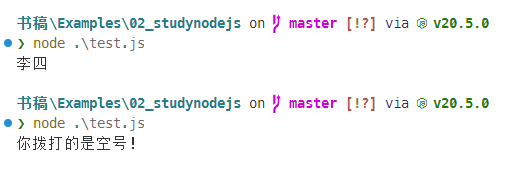 书稿\Examples\02_studynodejs on master [!?] via v20.5.0
❯ node .\test.js
李四
书稿\Examples\02_studynodejs on master [!?] via v20.5.0
❯ node .\test.js
你拨打的是空号!